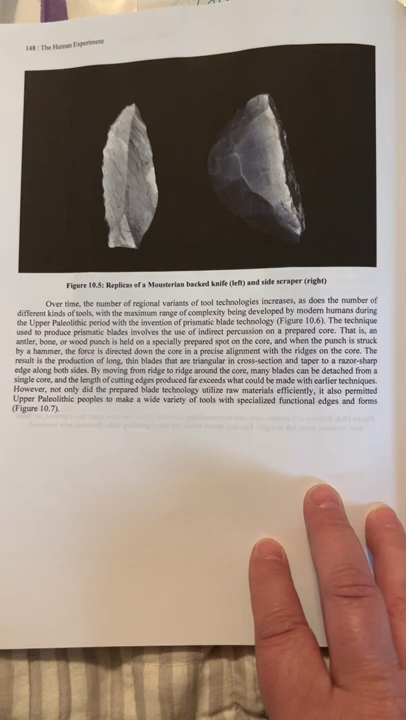 148 | The Human Experiment
Figure 10.5: Replicas of a Mousterian backed knife (left) and side scraper (right)
Over time, the number of regional variants of tool technologies increases, as does the number of
different kinds of tools, with the maximum range of complexity being developed by modern humans during
the Upper Paleolithic period with the invention of prismatic blade technology (Figure 10.6). The technique
used to produce prismatic blades involves the use of indirect percussion on a prepared core. That is, an
antler, bone, or wood punch is held on a specially prepared spot on the core, and when the punch is struck
by a hammer, the force is directed down the core in a precise alignment with the ridges on the core. The
result is the production of long, thin blades that are triangular in cross-section and taper to a razor-sharp
edge along both sides. By moving from ridge to ridge around the core, many blades can be detached from a
single core, and the length of cutting edges produced far exceeds what could be made with earlier techniques.
However, not only did the prepared blade technology utilize raw materials efficiently, it also permitted
Upper Paleolithic peoples to make a wide variety of tools with specialized functional edges and forms
(Figure 10.7).